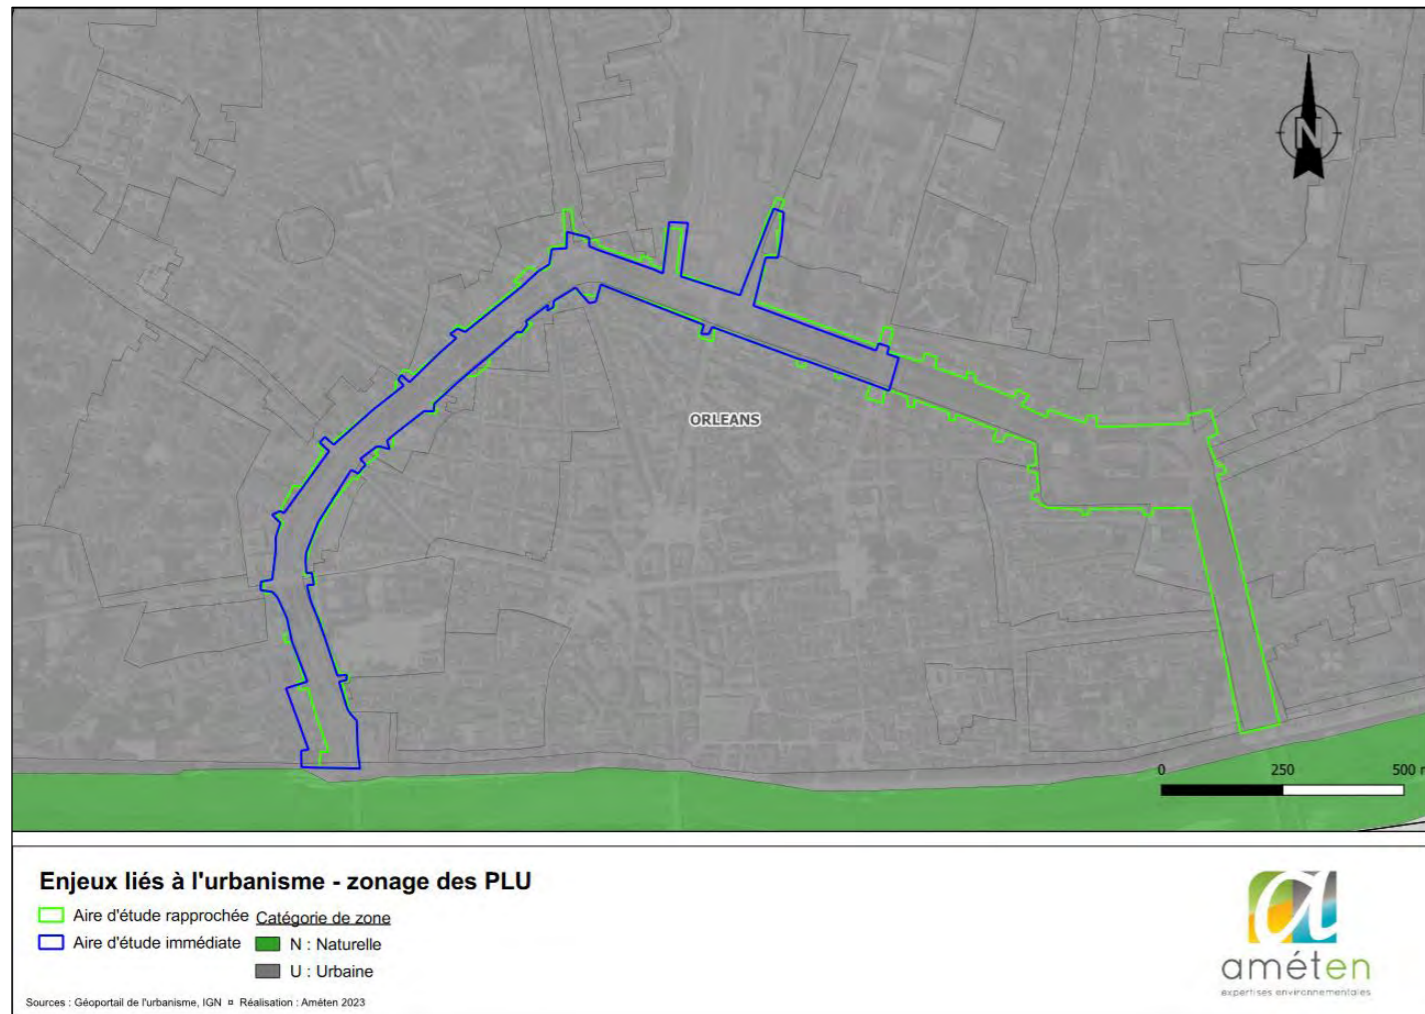 N
ORLEANS
0 250 500 m
Enjeux liés à l'urbanisme - zonage des PLU
Aire d'étude rapprochée
Aire d'étude immédiate
Catégorie de zone
N : Naturelle
U : Urbaine
Sources : Géoportail de l'urbanisme, IGN ¤ Réalisation : Améten 2023
a
améten
expertises environnementales